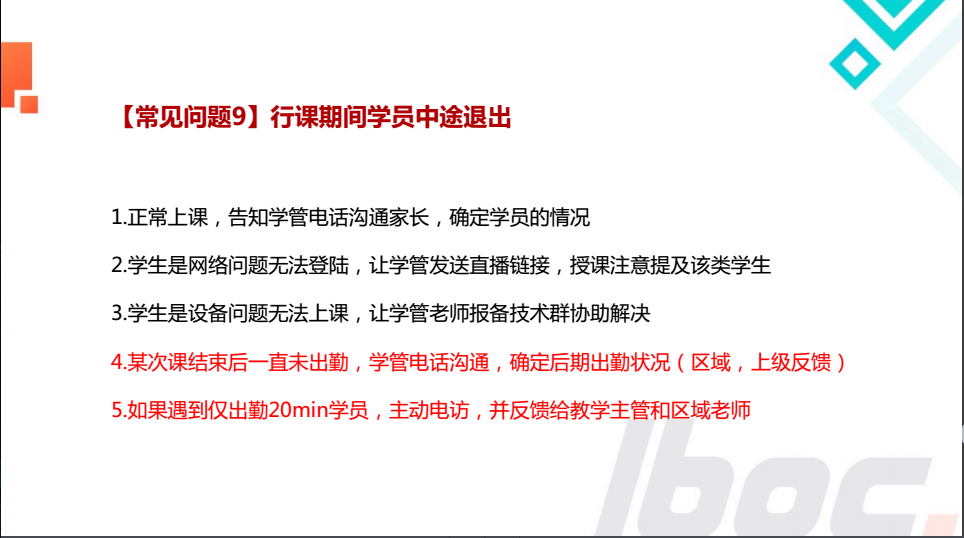 【常见问题9】行课期间学员中途退出
1.正常上课，告知学管电话沟通家长，确定学员的情况
2.学生是网络问题无法登陆，让学管发送直播链接，授课注意提及该类学生
3.学生是设备问题无法上课，让学管老师报备技术群协助解决
4.某次课结束后一直未出勤，学管电话沟通，确定后期出勤状况（区域，上级反馈）
5.如果遇到仅出勤20min学员，主动电访，并反馈给教学主管和区域老师
lboc.